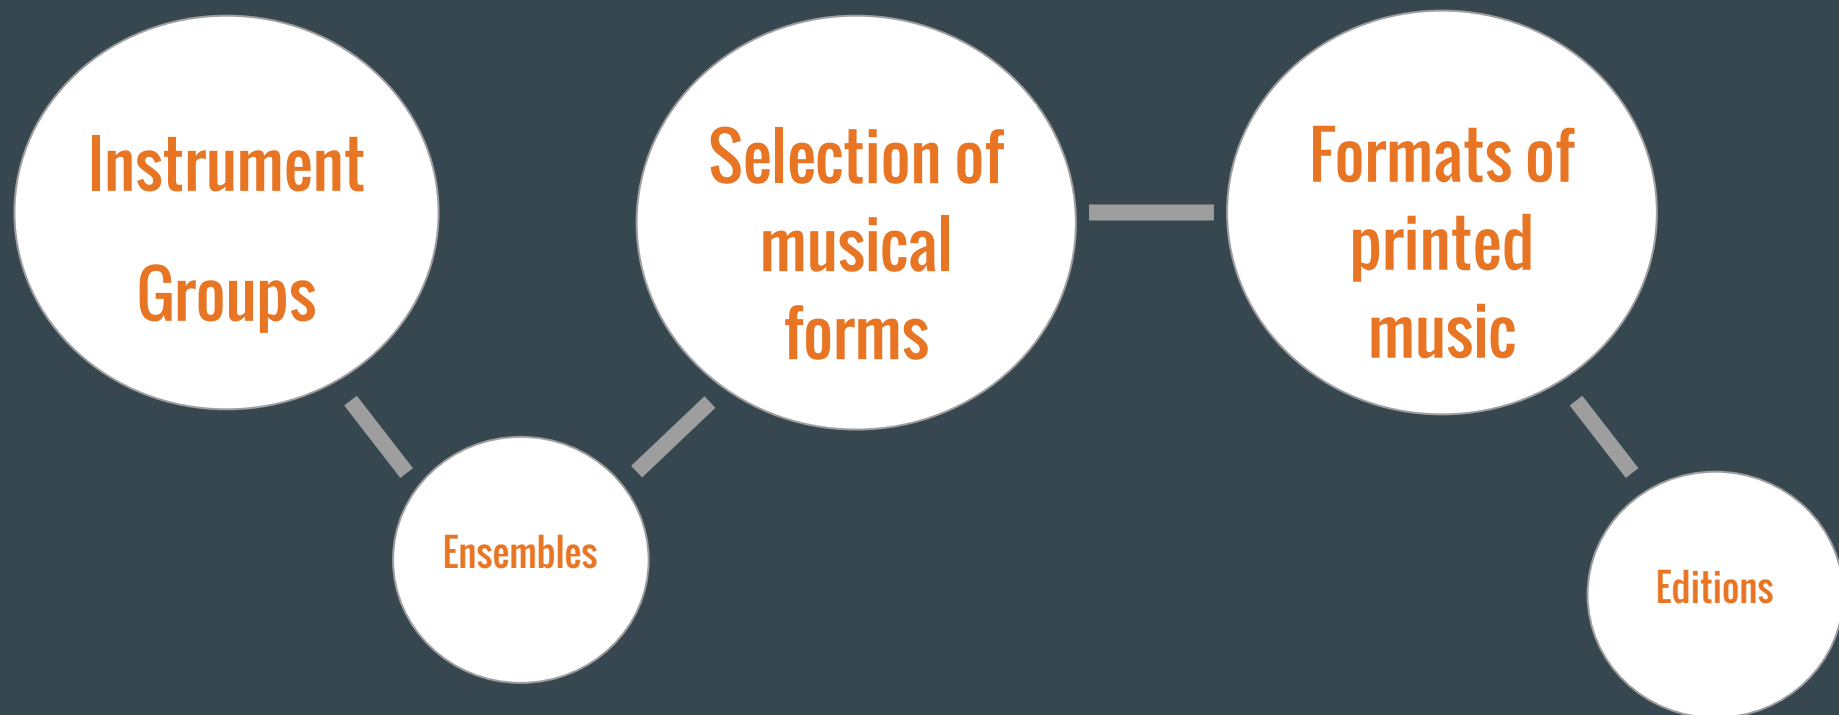 Instrument
Groups
Ensembles
Selection of
musical
forms
Formats of
printed
music
Editions